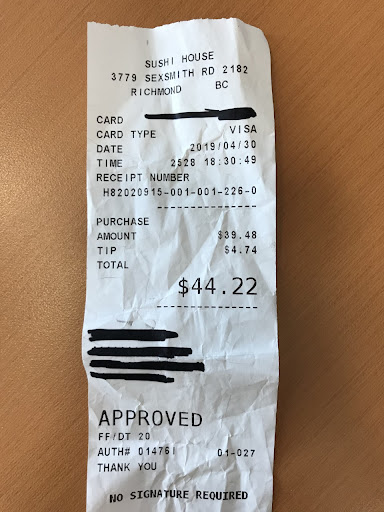 SUSHI HOUSE
3779 SEXSMITH RD 2182
RICHMOND BC
CARD
CARD TYPE VISA
DATE 2019/04/30
TIME 2528 18:30:49
RECEIPT NUMBER
H82020915-001-001-226-0
PURCHASE
AMOUNT $39.48
TIP $4.74
TOTAL
$44.22
APPROVED
FF/DT 20
AUTH# 014761 01-027
THANK YOU
NO SIGNATURE REQUIRED